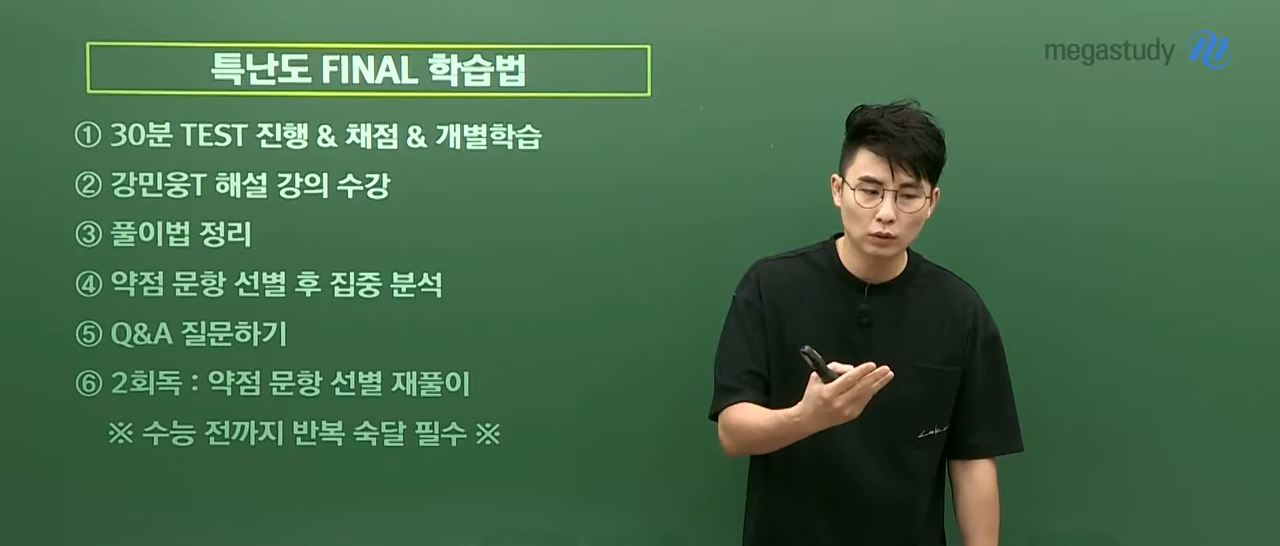 megastudy
특난도 FINAL 학습법
① 30분 TEST 진행 & 채점 & 개별학습
② 강민웅T 해설 강의 수강
③ 풀이법 정리
④ 약점 문항 선별 후 집중 분석
⑤ Q&A 질문하기
⑥ 2회독 : 약점 문항 선별 재풀이
※ 수능 전까지 반복 숙달 필수 ※